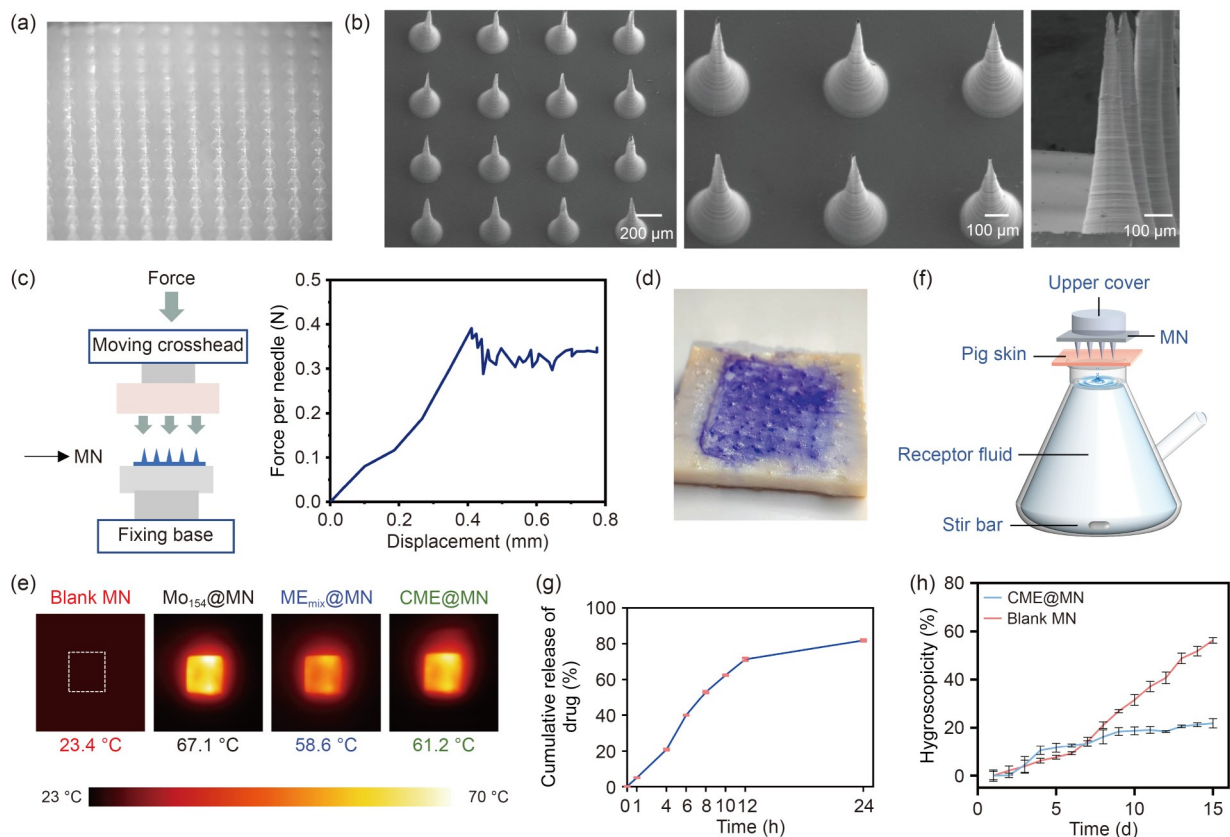 (a)
(b)
200 μm
100 μm
100 μm
(c)
Force
Moving crosshead
MN
Fixing base
Force per needle (N)
0.5
0.4
0.3
0.2
0.1
0.0
0.0 0.2 0.4 0.6 0.8
Displacement (mm)
(d)
(f)
Upper cover
MN
Pig skin
Receptor fluid
Stir bar
(e)
Blank MN
Mo154@MN
MEmix@MN
CME@MN
23.4 °C
67.1 °C
58.6 °C
61.2 °C
23 °C
70 °C
(g)
Cumulative release of
drug (%)
100
80
60
40
20
0
0 1 4 6 8 10 12 24
Time (h)
(h)
Hygroscopicity (%)
80
60
40
20
0
CME@MN
Blank MN
0 5 10 15
Time (d)